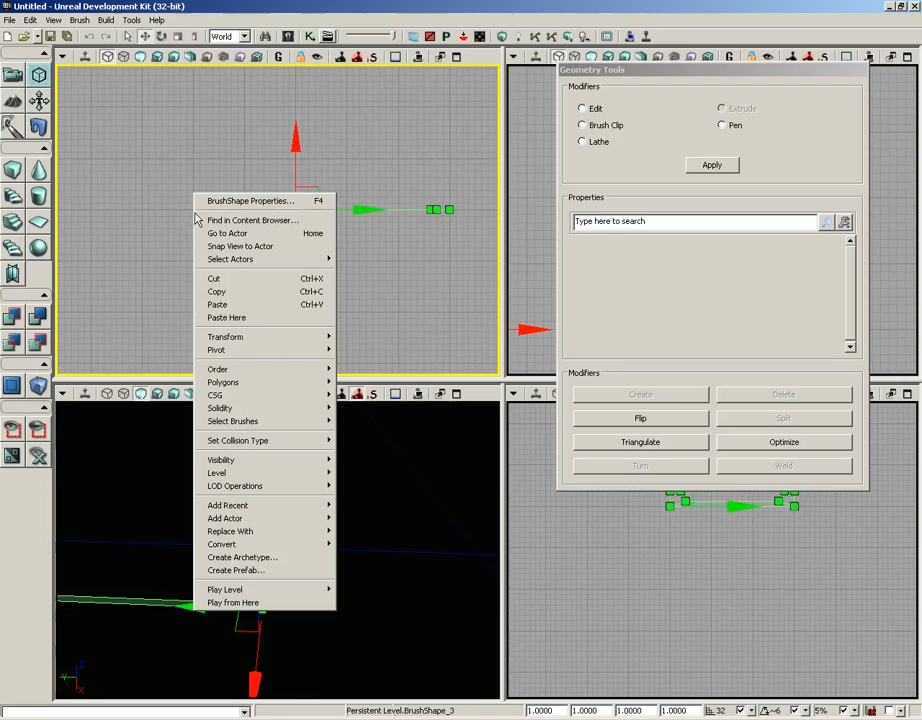 Untitled - Unreal Development Kit (32-bit)
File Edit View Brush Build Tools Help
World
G P
G S
Geometry Tools
Modifiers
Edit Extrude
Brush Clip Pen
Lathe
Apply
Properties
Type here to search
Modifiers
Create Delete
Flip Split
Triangulate Optimize
Turn Weld
BrushShape Properties... F4
Find in Content Browser...
Go to Actor Home
Snap View to Actor
Select Actors
Cut Ctrl+X
Copy Ctrl+C
Paste Ctrl+V
Paste Here
Transform
Pivot
Order
Polygons
CSG
Solidity
Select Brushes
Set Collision Type
Visibility
Level
LOD Operations
Add Recent
Add Actor
Replace With
Convert
Create Archetype...
Create Prefab...
Play Level
Play from Here
Z
Y
X
Persistent Level.BrushShape_3 1.0000 1.0000 1.0000 1.0000 32 ~6 5%